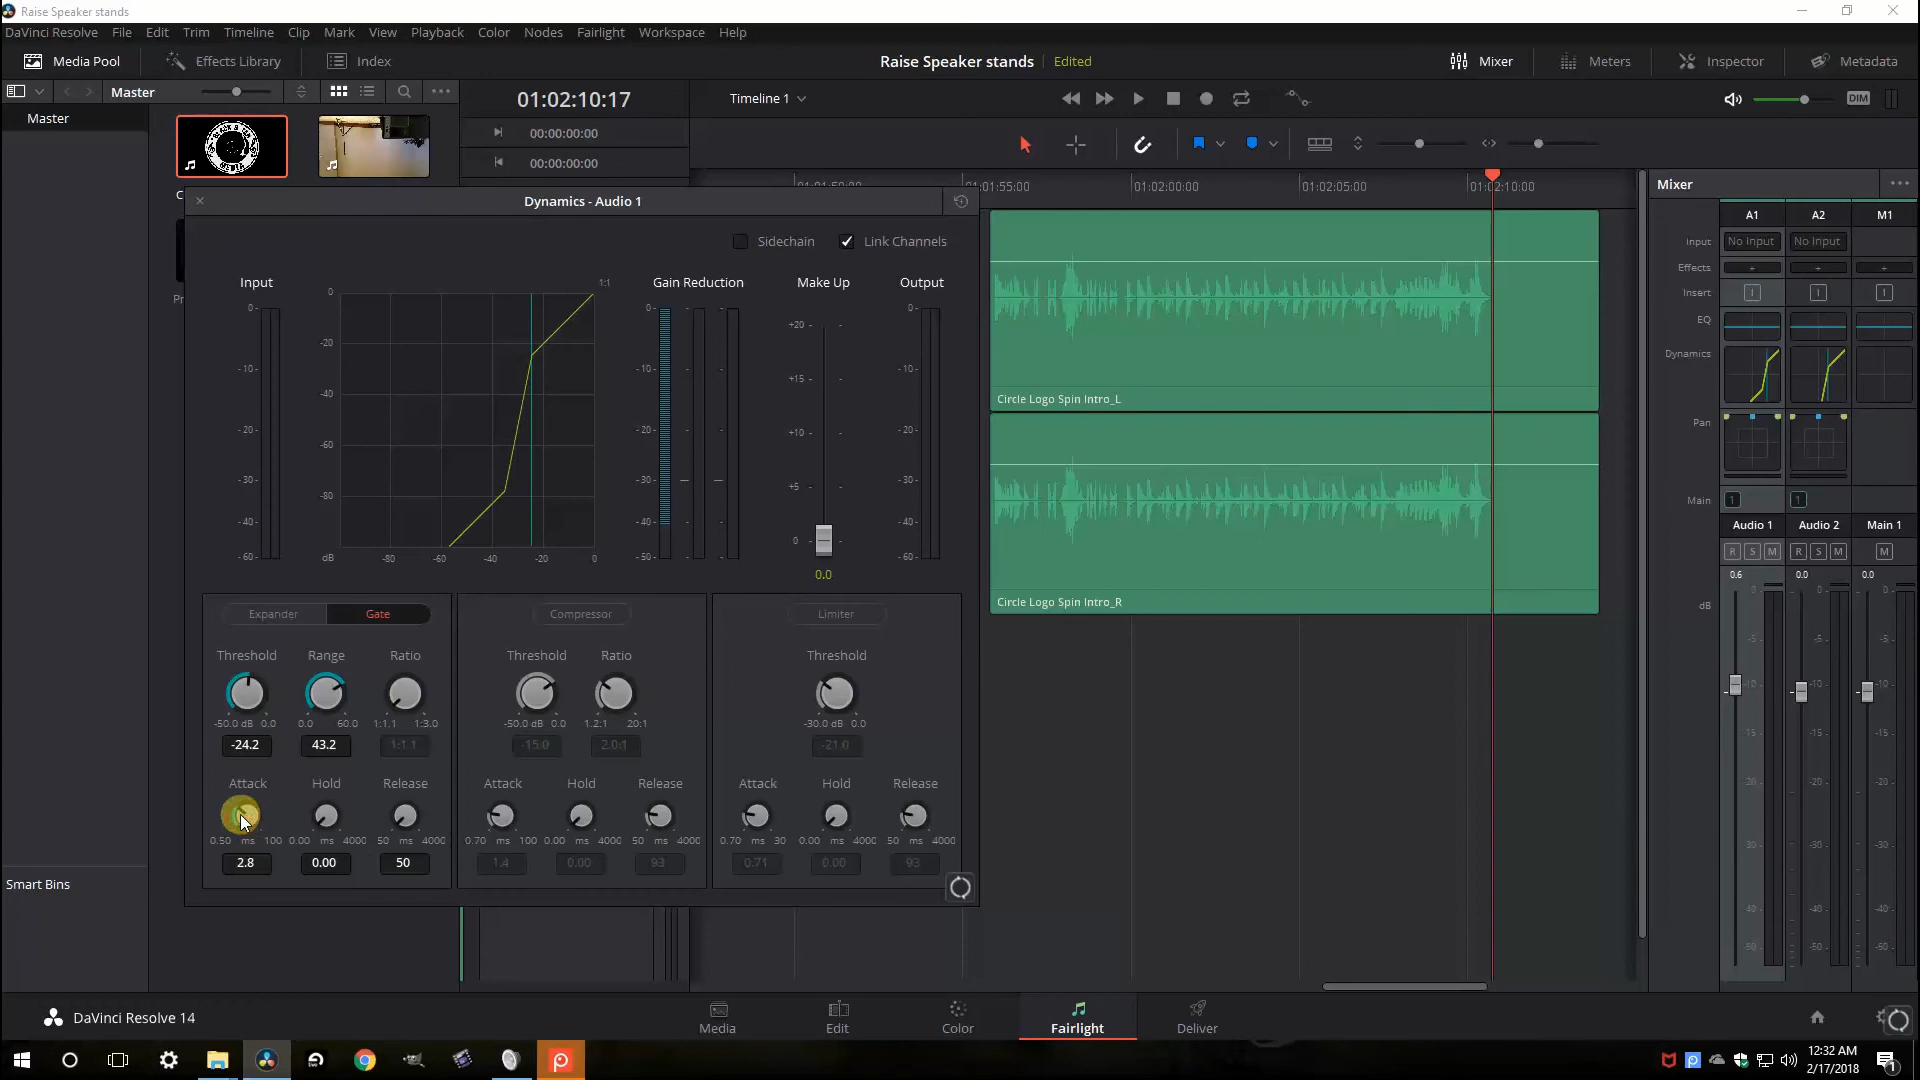 Raise Speaker stands
DaVinci Resolve File Edit Trim Timeline Clip Mark View Playback Color Nodes Fairlight Workspace Help
Media Pool Effects Library Index Raise Speaker stands Edited Mixer Meters Inspector Metadata
Master 01:02:10:17 Timeline 1 DIM
Master 00:00:00:00
00:00:00:00
01:01:55:00 01:02:00:00 01:02:05:00 01:02:10:00 Mixer
Dynamics - Audio 1
A1 A2 M1
Sidechain Link Channels
Input No Input No Input
Effects + + +
Insert
EQ
Dynamics
Pan
Main 1 1
Audio 1 Audio 2 Main 1
R S M R S M M
0.6 0.0 0.0
dB
-5 -5 -5
-10 -10
-15 -15 -15
-20 -20 -20
-30 -30 -30
-40 -40 -40
-50 -50 -50
Input Gain Reduction Make Up Output
0 -10 -20 -30 -40 -60
1:1
0 -20 -40 -60 -80
dB -80 -60 -40 -20 0
0 -10 -20 -30 -40 -50
+20 +15 +10 +5 0
0.0
0 -10 -20 -30 -40 -60
Circle Logo Spin Intro_L
Circle Logo Spin Intro_R
Expander Gate Compressor Limiter
Threshold Range Ratio Threshold Ratio Threshold
-50.0 dB 0.0 0.0 60.0 1:1.1 1:3.0 -50.0 dB 0.0 1.2:1 20:1 -30.0 dB 0.0
-24.2 43.2 1:1.1 -15.0 2.0:1 -21.0
Attack Hold Release Attack Hold Release Attack Hold Release
0.50 ms 100 0.00 ms 4000 50 ms 4000 0.70 ms 100 0.00 ms 4000 50 ms 4000 0.70 ms 30 0.00 ms 4000 50 ms 4000
2.8 0.00 50 1.4 0.00 93 0.71 0.00 93
Smart Bins
DaVinci Resolve 14 Media Edit Color Fairlight Deliver
12:32 AM
2/17/2018